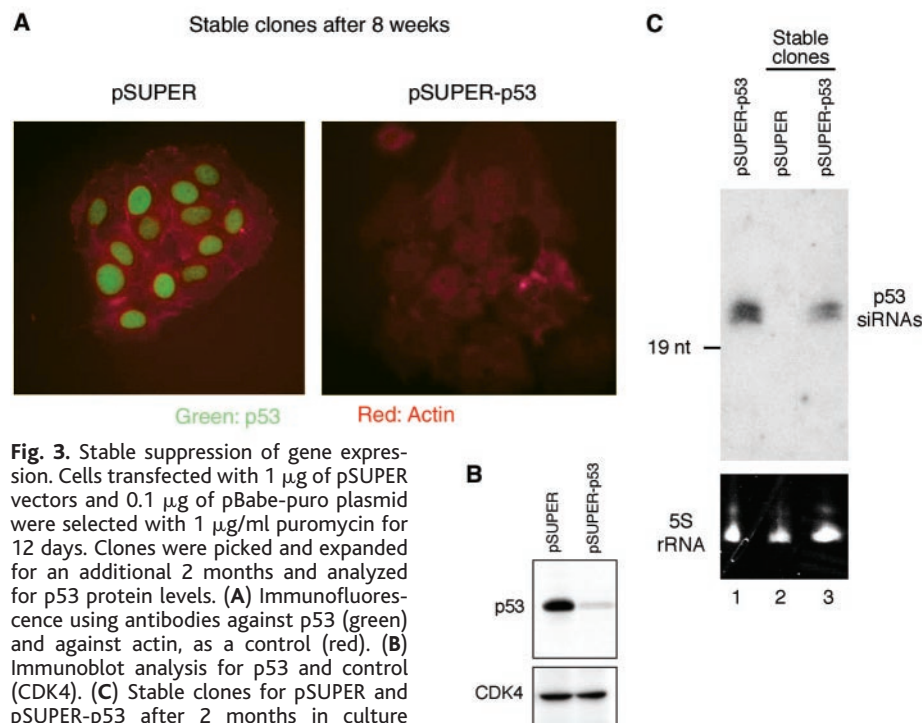 A
Stable clones after 8 weeks
pSUPER
pSUPER-p53
Green: p53
Red: Actin
Fig. 3. Stable suppression of gene expres-
sion. Cells transfected with 1 μg of pSUPER
vectors and 0.1 μg of pBabe-puro plasmid
were selected with 1 μg/ml puromycin for
12 days. Clones were picked and expanded
for an additional 2 months and analyzed
for p53 protein levels. (A) Immunofluores-
cence using antibodies against p53 (green)
and against actin, as a control (red). (B)
Immunoblot analysis for p53 and control
(CDK4). (C) Stable clones for pSUPER and
pSUPER-p53 after 2 months in culture
B
pSUPER
pSUPER-p53
p53
CDK4
C
Stable
clones
pSUPER-p53
pSUPER
pSUPER-p53
p53
siRNAs
19 nt
5S
rRNA
1 2 3